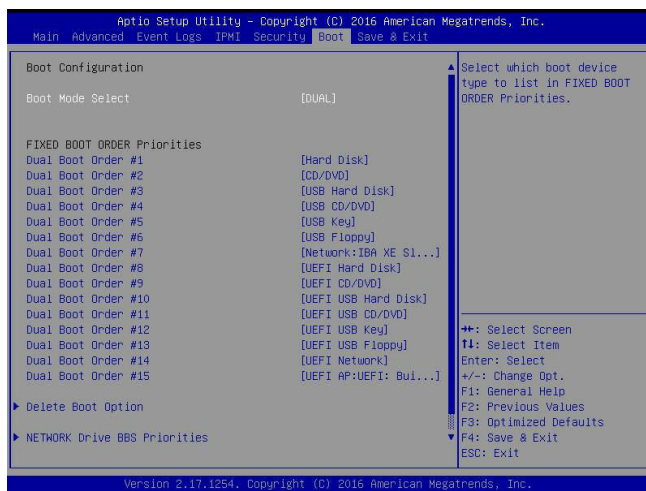 Aptio Setup Utility – Copyright (C) 2016 American Megatrends, Inc.
Main Advanced Event Logs IPMI Security Boot Save & Exit
Boot Configuration
Boot Mode Select [DUAL]
FIXED BOOT ORDER Priorities
Dual Boot Order #1 [Hard Disk]
Dual Boot Order #2 [CD/DVD]
Dual Boot Order #3 [USB Hard Disk]
Dual Boot Order #4 [USB CD/DVD]
Dual Boot Order #5 [USB Key]
Dual Boot Order #6 [USB Floppy]
Dual Boot Order #7 [Network:IBA XE Sl...]
Dual Boot Order #8 [UEFI Hard Disk]
Dual Boot Order #9 [UEFI CD/DVD]
Dual Boot Order #10 [UEFI USB Hard Disk]
Dual Boot Order #11 [UEFI USB CD/DVD]
Dual Boot Order #12 [UEFI USB Key]
Dual Boot Order #13 [UEFI USB Floppy]
Dual Boot Order #14 [UEFI Network]
Dual Boot Order #15 [UEFI AP:UEFI: Bui...]
Delete Boot Option
NETWORK Drive BBS Priorities
Select which boot device
type to list in FIXED BOOT
ORDER Priorities.
→←: Select Screen
↑↓: Select Item
Enter: Select
+/-: Change Opt.
F1: General Help
F2: Previous Values
F3: Optimized Defaults
F4: Save & Exit
ESC: Exit
Version 2.17.1254. Copyright (C) 2016 American Megatrends, Inc.